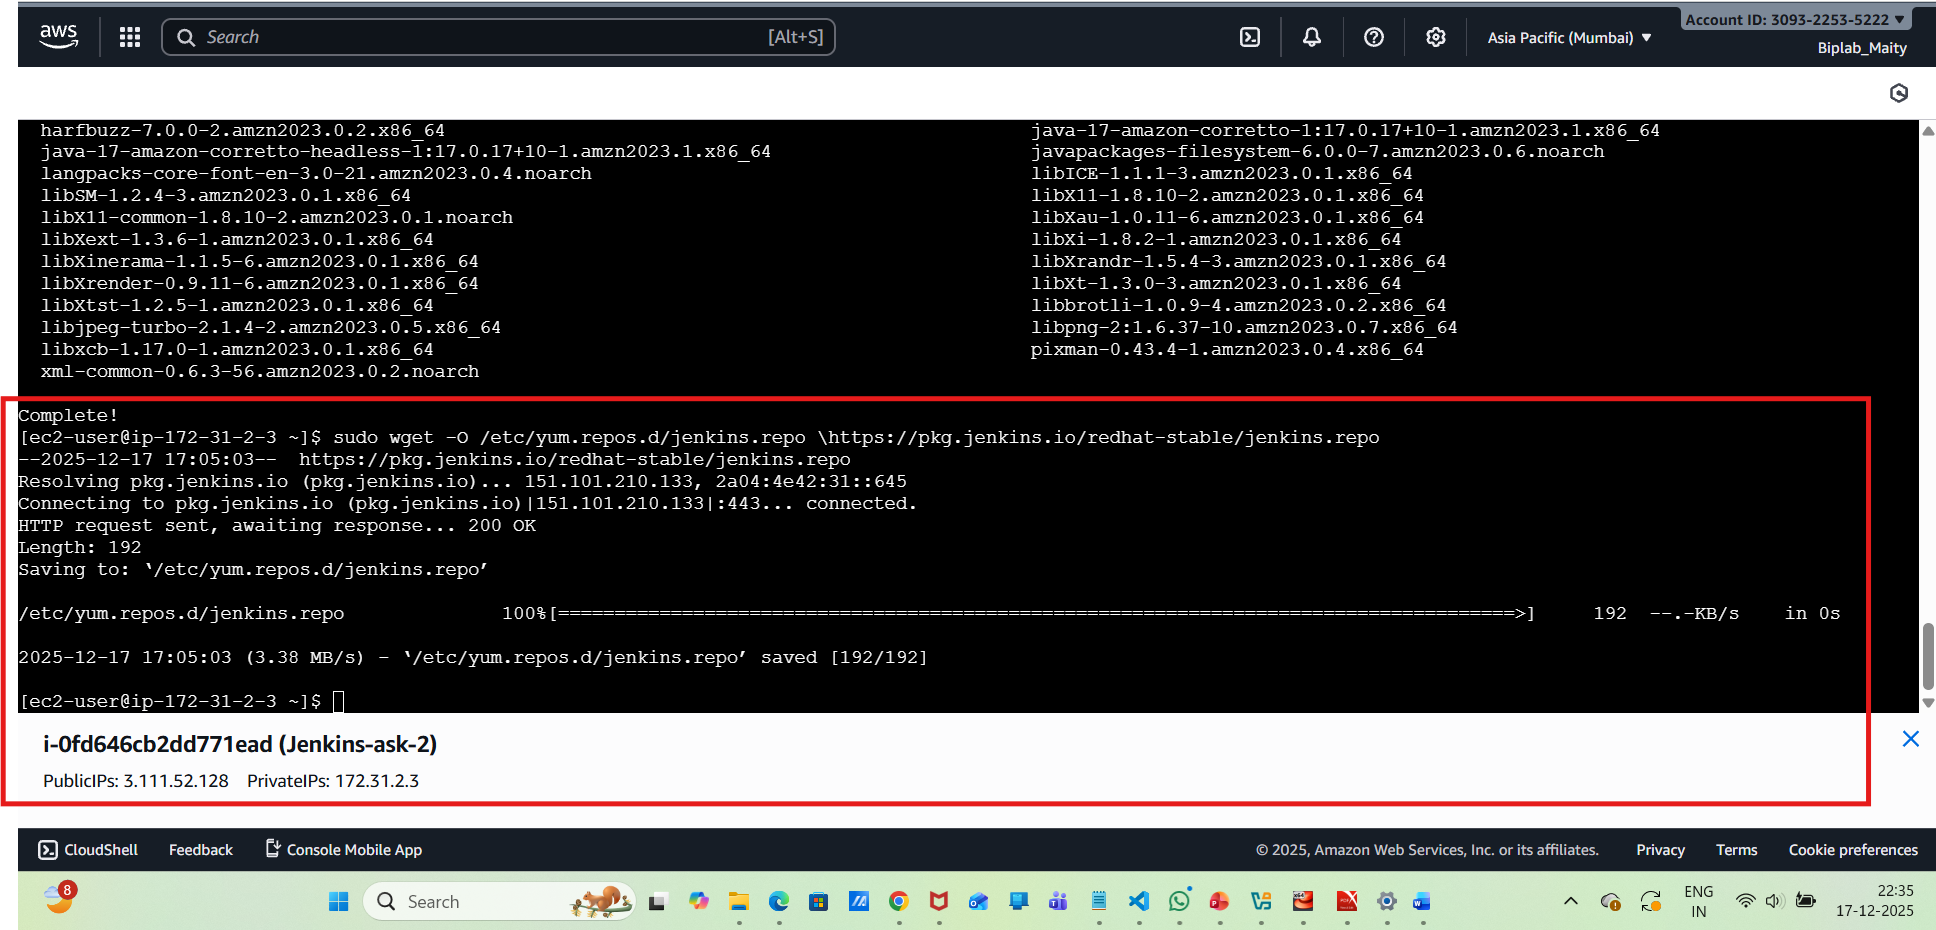 aws
Search [Alt+S]
Asia Pacific (Mumbai) ▼
Account ID: 3093-2253-5222 ▼
Biplab_Maity
harfbuzz-7.0.0-2.amzn2023.0.2.x86_64 java-17-amazon-corretto-1:17.0.17+10-1.amzn2023.1.x86_64
java-17-amazon-corretto-headless-1:17.0.17+10-1.amzn2023.1.x86_64 javapackages-filesystem-6.0.0-7.amzn2023.0.6.noarch
langpacks-core-font-en-3.0-21.amzn2023.0.4.noarch libICE-1.1.1-3.amzn2023.0.1.x86_64
libSM-1.2.4-3.amzn2023.0.1.x86_64 libX11-1.8.10-2.amzn2023.0.1.x86_64
libX11-common-1.8.10-2.amzn2023.0.1.noarch libXau-1.0.11-6.amzn2023.0.1.x86_64
libXext-1.3.6-1.amzn2023.0.1.x86_64 libXi-1.8.2-1.amzn2023.0.1.x86_64
libXinerama-1.1.5-6.amzn2023.0.1.x86_64 libXrandr-1.5.4-3.amzn2023.0.1.x86_64
libXrender-0.9.11-6.amzn2023.0.1.x86_64 libXt-1.3.0-3.amzn2023.0.1.x86_64
libXtst-1.2.5-1.amzn2023.0.1.x86_64 libbrotli-1.0.9-4.amzn2023.0.2.x86_64
libjpeg-turbo-2.1.4-2.amzn2023.0.5.x86_64 libpng-2:1.6.37-10.amzn2023.0.7.x86_64
libxcb-1.17.0-1.amzn2023.0.1.x86_64 pixman-0.43.4-1.amzn2023.0.4.x86_64
xml-common-0.6.3-56.amzn2023.0.2.noarch
Complete!
[ec2-user@ip-172-31-2-3 ~]$ sudo wget -O /etc/yum.repos.d/jenkins.repo \https://pkg.jenkins.io/redhat-stable/jenkins.repo
--2025-12-17 17:05:03--  https://pkg.jenkins.io/redhat-stable/jenkins.repo
Resolving pkg.jenkins.io (pkg.jenkins.io)... 151.101.210.133, 2a04:4e42:31::645
Connecting to pkg.jenkins.io (pkg.jenkins.io)|151.101.210.133|:443... connected.
HTTP request sent, awaiting response... 200 OK
Length: 192
Saving to: ‘/etc/yum.repos.d/jenkins.repo’
/etc/yum.repos.d/jenkins.repo 100%[=====================================================================================>] 192 --.-KB/s in 0s
2025-12-17 17:05:03 (3.38 MB/s) - ‘/etc/yum.repos.d/jenkins.repo’ saved [192/192]
[ec2-user@ip-172-31-2-3 ~]$
i-0fd646cb2dd771ead (Jenkins-ask-2)
PublicIPs: 3.111.52.128 PrivateIPs: 172.31.2.3
CloudShell Feedback Console Mobile App © 2025, Amazon Web Services, Inc. or its affiliates. Privacy Terms Cookie preferences
8
Search
ENG
IN
22:35
17-12-2025